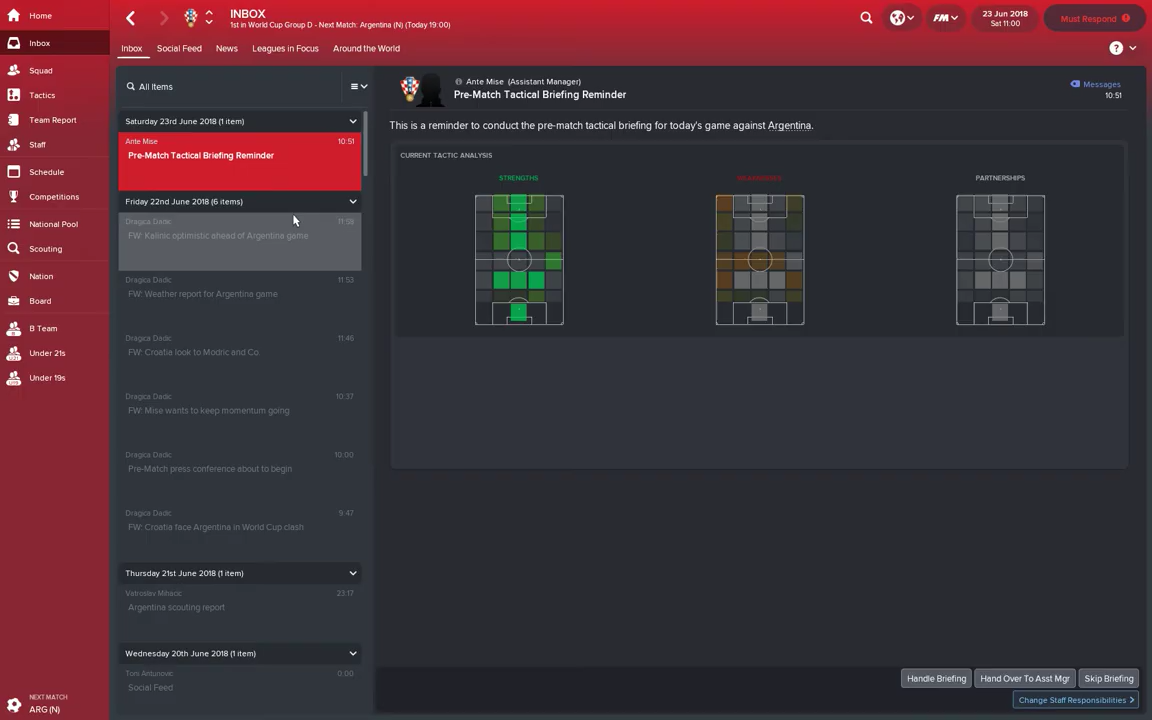 Home
Inbox
Squad
Tactics
Team Report
Staff
Schedule
Competitions
National Pool
Scouting
Nation
Board
B Team
Under 21s
Under 19s
NEXT MATCH
ARG (N)
INBOX
1st in World Cup Group D - Next Match: Argentina (N) (Today 19:00)
FM
23 Jun 2018
Sat 11:00
Must Respond
Inbox
Social Feed
News
Leagues in Focus
Around the World
?
All Items
Saturday 23rd June 2018 (1 item)
Ante Mise 10:51
Pre-Match Tactical Briefing Reminder
Friday 22nd June 2018 (6 items)
Dragica Dadic 11:59
FW: Kalinic optimistic ahead of Argentina game
Dragica Dadic 11:53
FW: Weather report for Argentina game
Dragica Dadic 11:46
FW: Croatia look to Modric and Co
Dragica Dadic 10:37
FW: Mise wants to keep momentum going
Dragica Dadic 10:00
Pre-Match press conference about to begin
Dragica Dadic 9:47
FW: Croatia face Argentina in World Cup clash
Thursday 21st June 2018 (1 item)
Vatroslav Mihacic 23:17
Argentina scouting report
Wednesday 20th June 2018 (1 item)
Toni Antunovic 0:00
Social Feed
Ante Mise (Assistant Manager)
Pre-Match Tactical Briefing Reminder
Messages
10:51
This is a reminder to conduct the pre-match tactical briefing for today's game against Argentina.
CURRENT TACTIC ANALYSIS
STRENGTHS
WEAKNESSES
PARTNERSHIPS
Handle Briefing
Hand Over To Asst Mgr
Skip Briefing
Change Staff Responsibilities